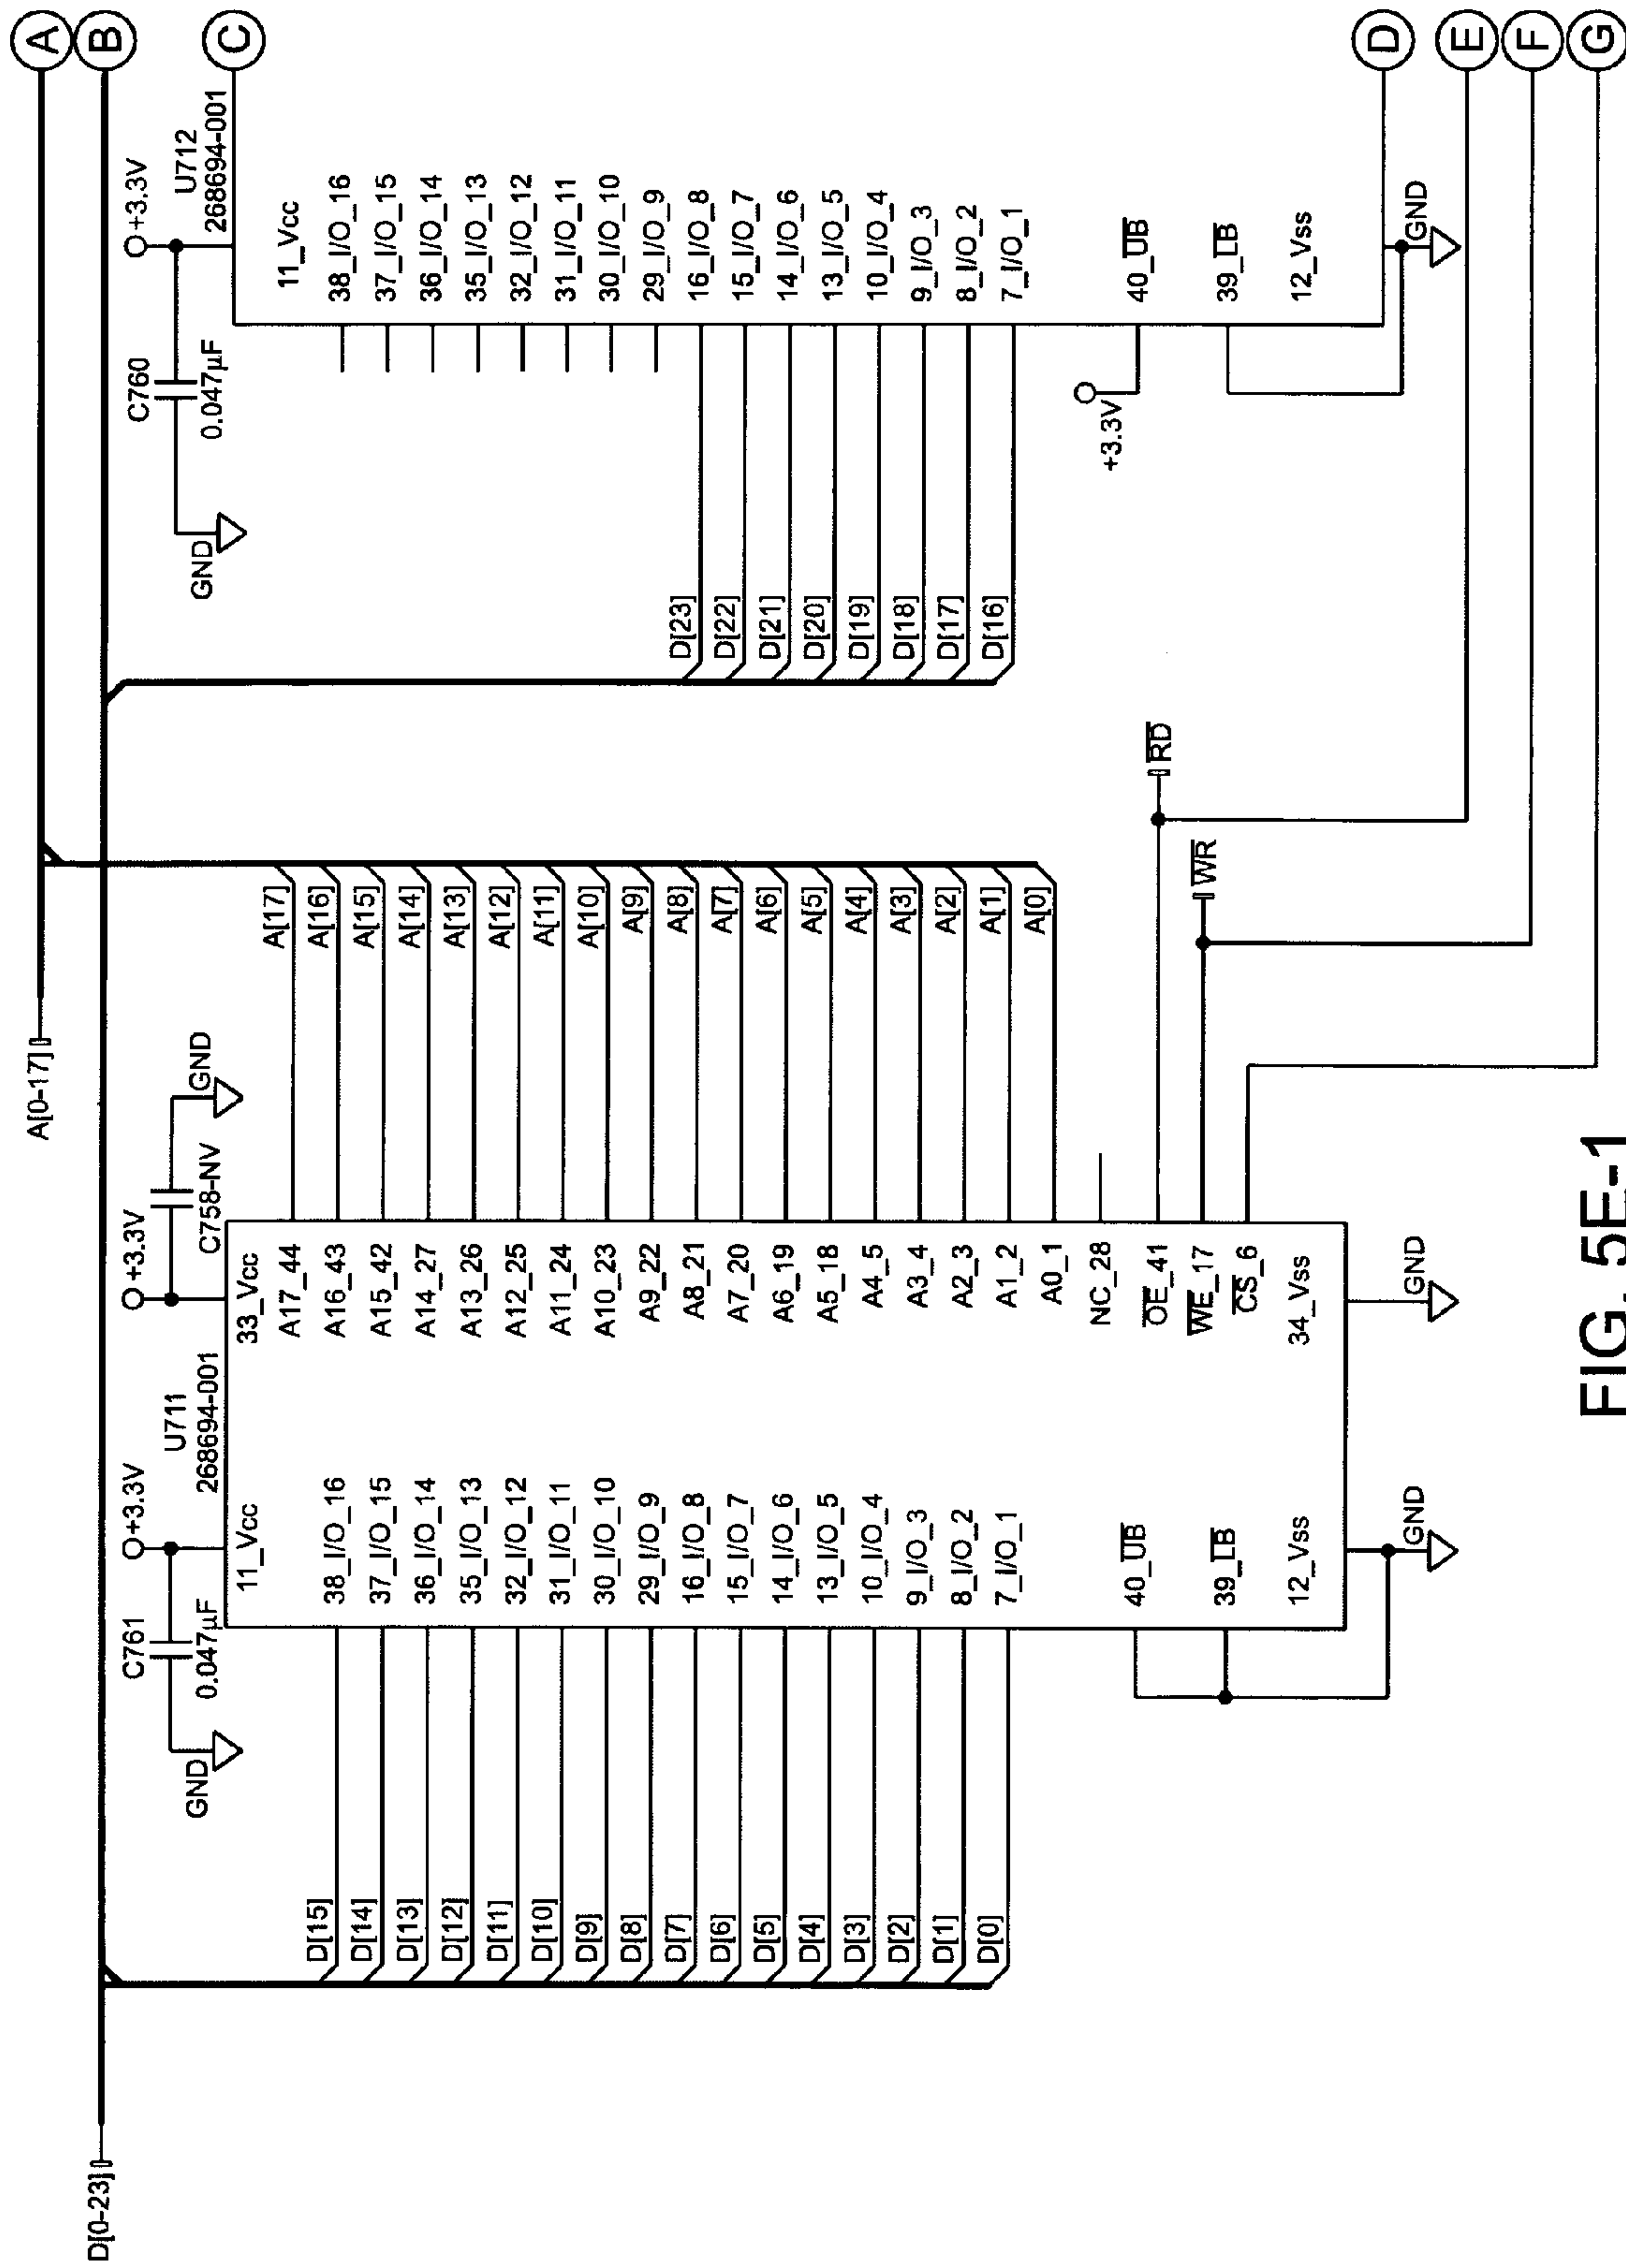 A[0-17]
D[0-23]
A
B
C
D
E
F
G
+3.3V
C761
0.047µF
GND
U711
268694-001
+3.3V
C758-NV
GND
11_Vcc
38_I/O_16
37_I/O_15
36_I/O_14
35_I/O_13
32_I/O_12
31_I/O_11
30_I/O_10
29_I/O_9
16_I/O_8
15_I/O_7
14_I/O_6
13_I/O_5
10_I/O_4
9_I/O_3
8_I/O_2
7_I/O_1
40_UB
39_LB
12_Vss
GND
D[15]
D[14]
D[13]
D[12]
D[11]
D[10]
D[9]
D[8]
D[7]
D[6]
D[5]
D[4]
D[3]
D[2]
D[1]
D[0]
33_Vcc
A17_44
A16_43
A15_42
A14_27
A13_26
A12_25
A11_24
A10_23
A9_22
A8_21
A7_20
A6_19
A5_18
A4_5
A3_4
A2_3
A1_2
A0_1
NC_28
OE_41
WE_17
CS_6
34_Vss
GND
A[17]
A[16]
A[15]
A[14]
A[13]
A[12]
A[11]
A[10]
A[9]
A[8]
A[7]
A[6]
A[5]
A[4]
A[3]
A[2]
A[1]
A[0]
RD
WR
+3.3V
C760
0.047µF
GND
U712
268694-001
11_Vcc
38_I/O_16
37_I/O_15
36_I/O_14
35_I/O_13
32_I/O_12
31_I/O_11
30_I/O_10
29_I/O_9
16_I/O_8
15_I/O_7
14_I/O_6
13_I/O_5
10_I/O_4
9_I/O_3
8_I/O_2
7_I/O_1
40_UB
39_LB
12_Vss
D[23]
D[22]
D[21]
D[20]
D[19]
D[18]
D[17]
D[16]
+3.3V
GND
FIG. 5E-1